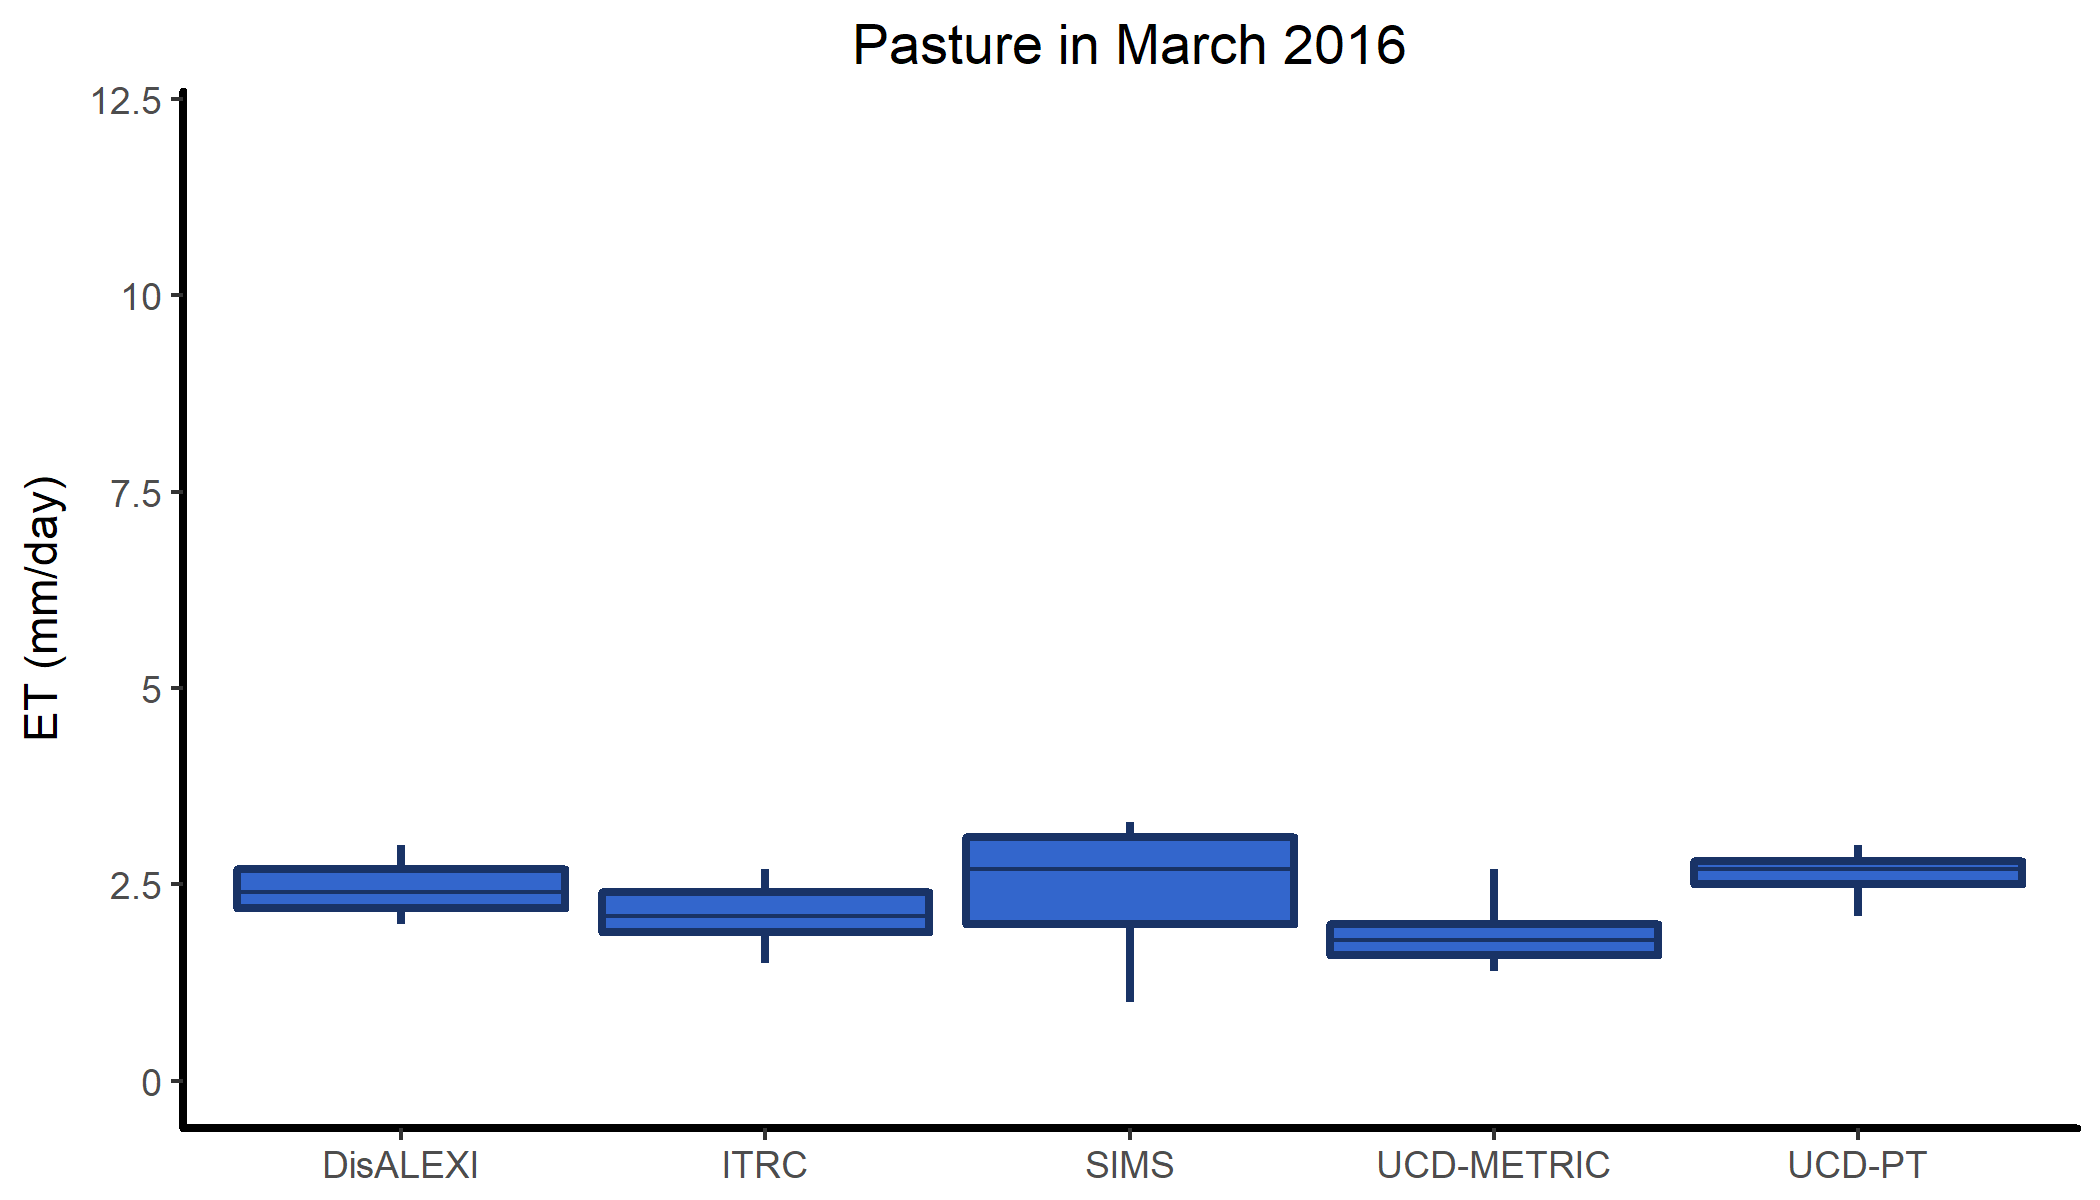 Pasture in March 2016
12.5
10
7.5
5
2.5
0
ET (mm/day)
DisALEXI
ITRC
SIMS
UCD-METRIC
UCD-PT